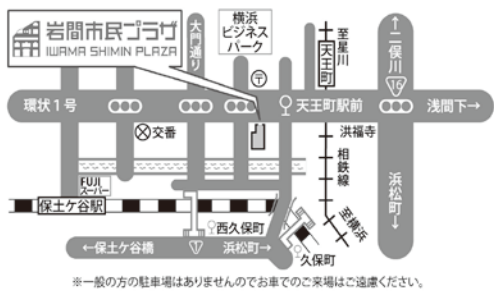 岩間市民プラザ
IWAMA SHIMIN PLAZA
大門通り
横浜
ビジネス
パーク
至星川
天王町
←二俣川
16
〒
環状1号
天王町駅前
浅間下→
交番
洪福寺
相鉄線
浜松町→
FUJI
スーパー
保土ケ谷駅
西久保町
至横浜
←保土ケ谷橋
1
浜松町→
久保町
※一般の方の駐車場はありませんのでお車でのご来場はご遠慮ください。